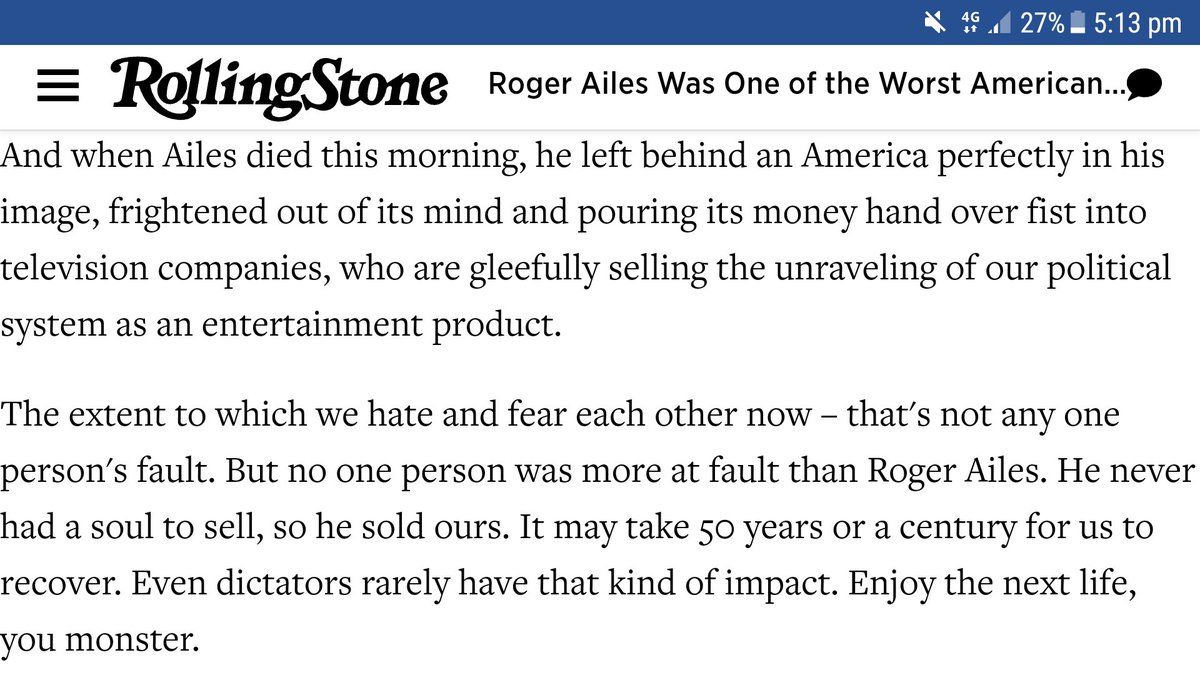 4G 27% 5:13 pm
RollingStone Roger Ailes Was One of the Worst American...
And when Ailes died this morning, he left behind an America perfectly in his
image, frightened out of its mind and pouring its money hand over fist into
television companies, who are gleefully selling the unraveling of our political
system as an entertainment product.
The extent to which we hate and fear each other now – that's not any one
person's fault. But no one person was more at fault than Roger Ailes. He never
had a soul to sell, so he sold ours. It may take 50 years or a century for us to
recover. Even dictators rarely have that kind of impact. Enjoy the next life,
you monster.